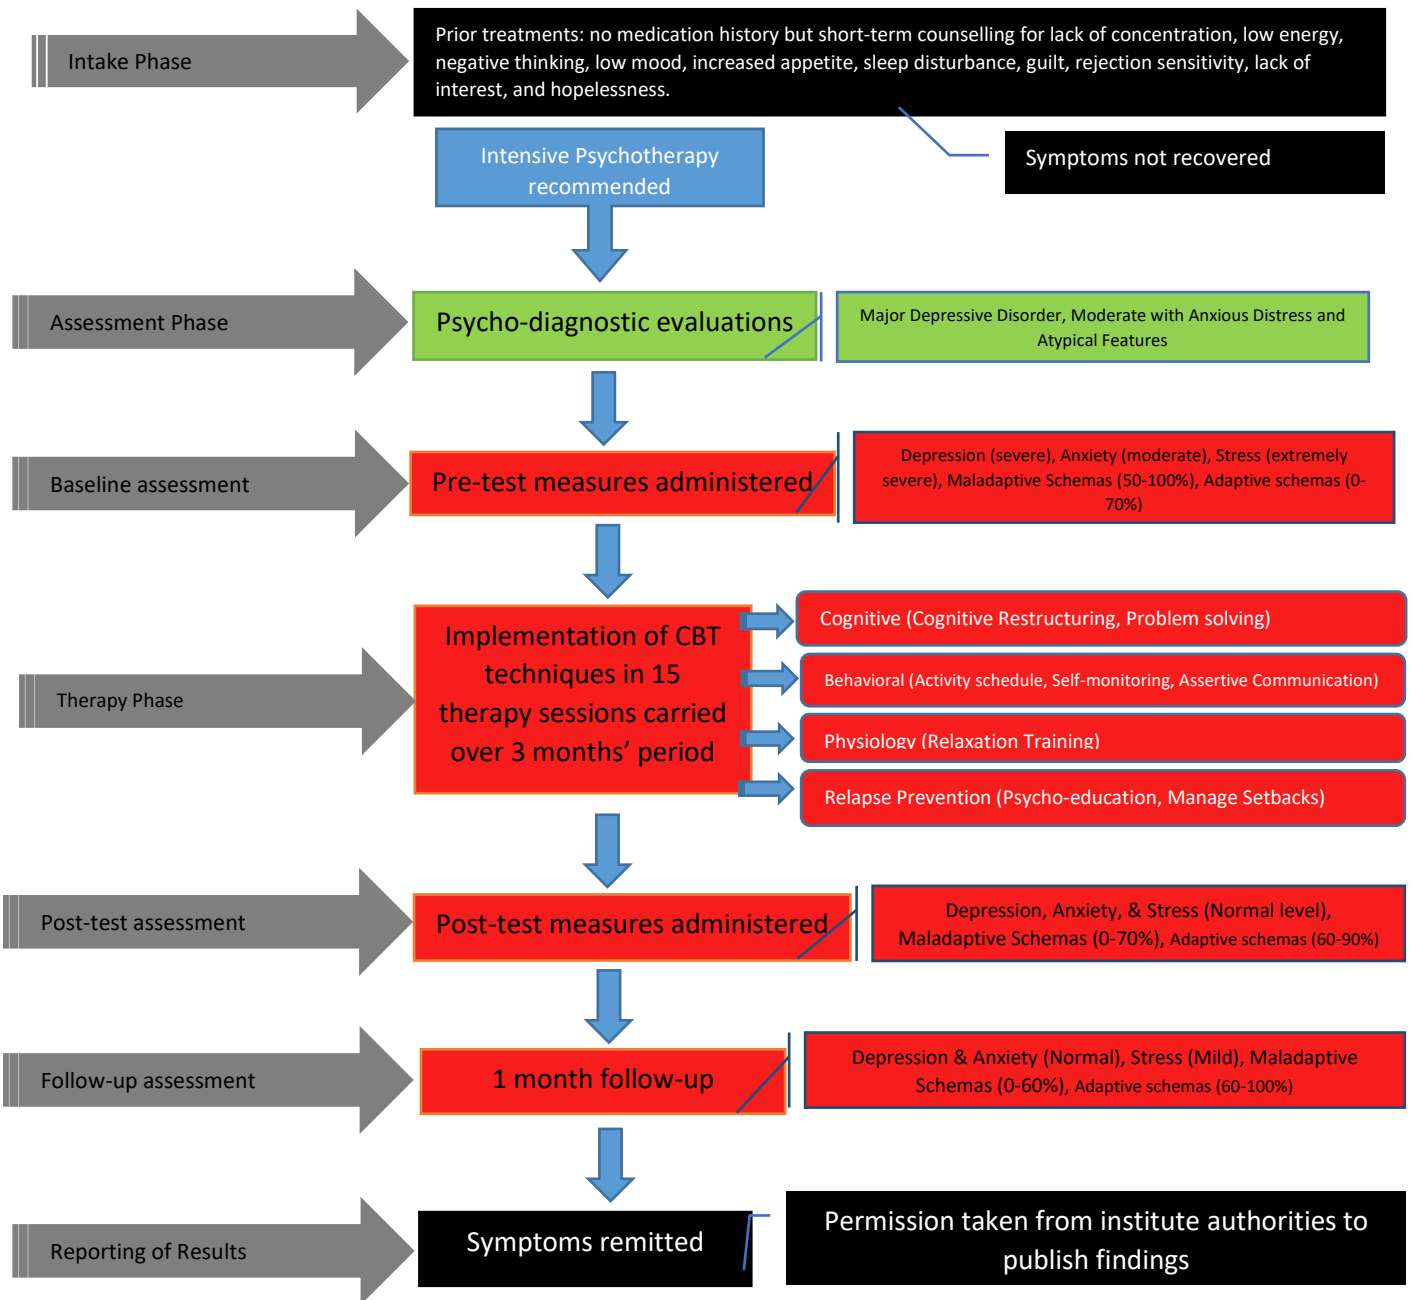 Intake Phase
Prior treatments: no medication history but short-term counselling for lack of concentration, low energy,
negative thinking, low mood, increased appetite, sleep disturbance, guilt, rejection sensitivity, lack of
interest, and hopelessness.
Symptoms not recovered
Intensive Psychotherapy
recommended
Assessment Phase
Psycho-diagnostic evaluations
Major Depressive Disorder, Moderate with Anxious Distress and
Atypical Features
Baseline assessment
Pre-test measures administered
Depression (severe), Anxiety (moderate), Stress (extremely
severe), Maladaptive Schemas (50-100%), Adaptive schemas (0-
70%)
Therapy Phase
Implementation of CBT
techniques in 15
therapy sessions carried
over 3 months’ period
Cognitive (Cognitive Restructuring, Problem solving)
Behavioral (Activity schedule, Self-monitoring, Assertive Communication)
Physiology (Relaxation Training)
Relapse Prevention (Psycho-education, Manage Setbacks)
Post-test assessment
Post-test measures administered
Depression, Anxiety, & Stress (Normal level),
Maladaptive Schemas (0-70%), Adaptive schemas (60-90%)
Follow-up assessment
1 month follow-up
Depression & Anxiety (Normal), Stress (Mild), Maladaptive
Schemas (0-60%), Adaptive schemas (60-100%)
Reporting of Results
Symptoms remitted
Permission taken from institute authorities to
publish findings